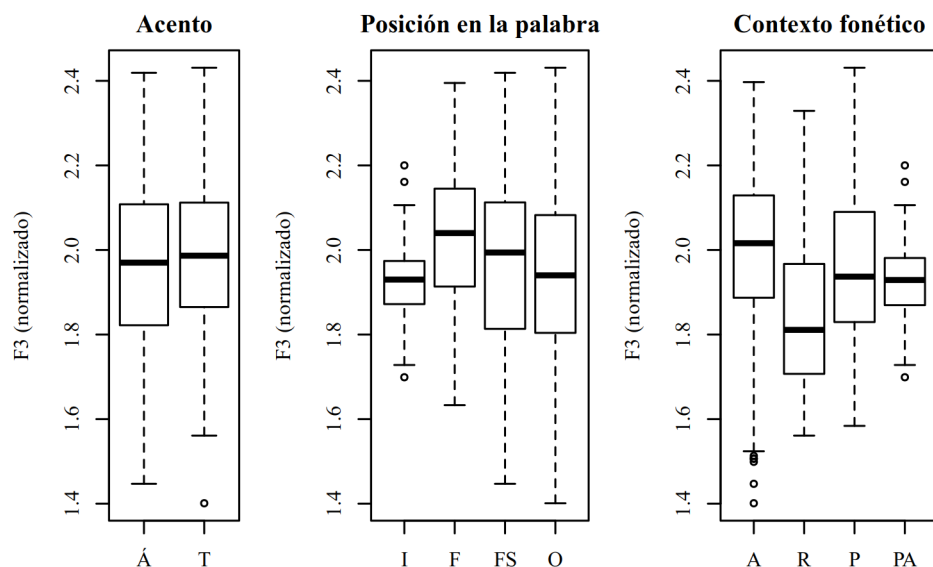 Acento
F3 (normalizado)
2.4
2.2
2.0
1.8
1.6
1.4
Á T
Posición en la palabra
F3 (normalizado)
2.4
2.2
2.0
1.8
1.6
1.4
I F FS O
Contexto fonético
F3 (normalizado)
2.4
2.2
2.0
1.8
1.6
1.4
A R P PA